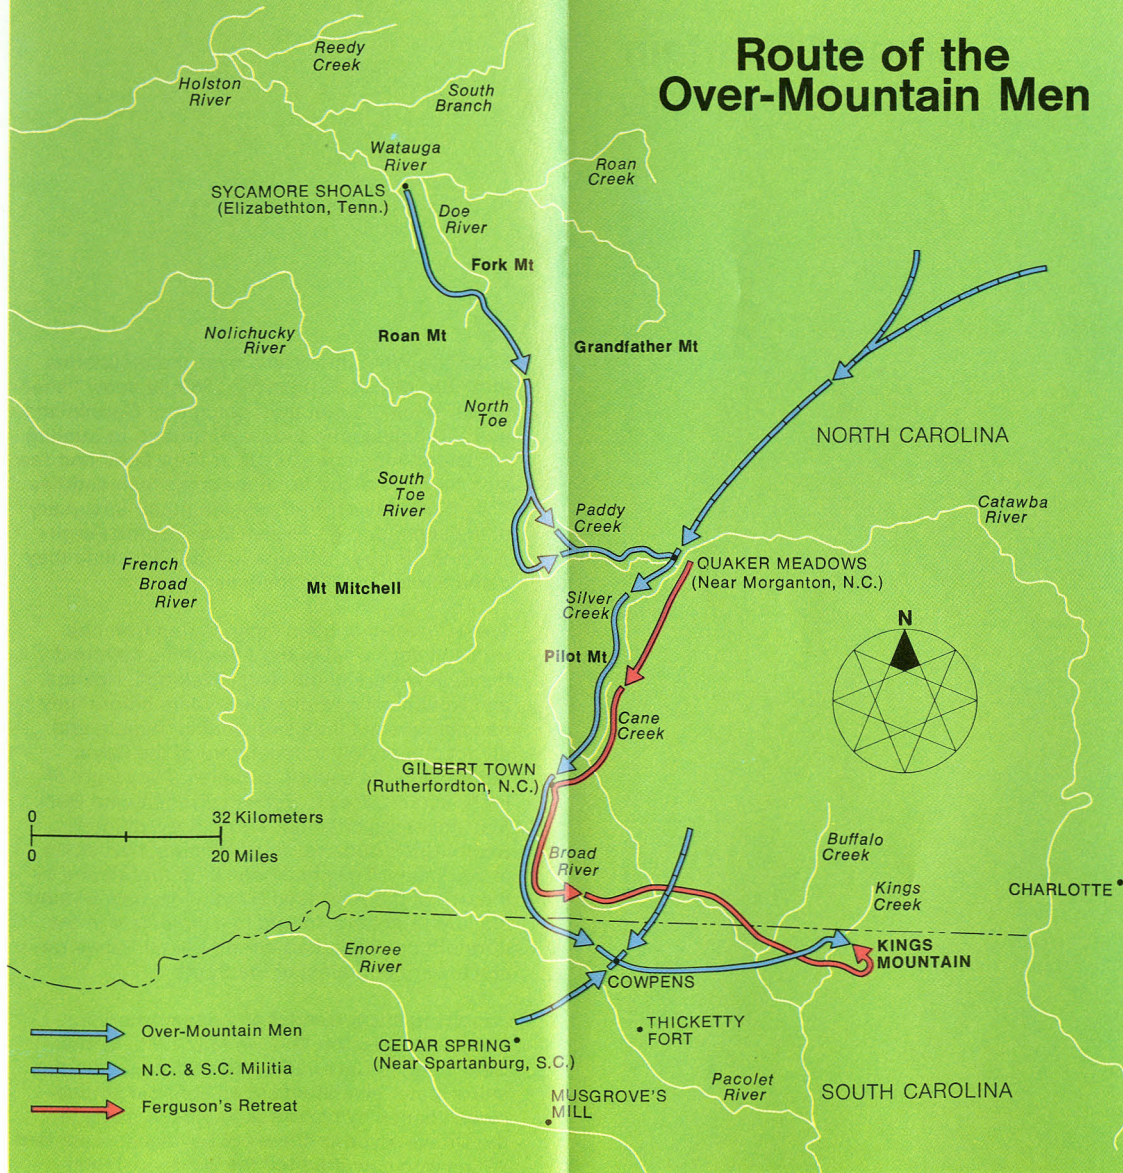 Route of the
Over-Mountain Men
Reedy
Creek
Holston
River
South
Branch
Watauga
River
Roan
Creek
SYCAMORE SHOALS
(Elizabethton, Tenn.)
Doe
River
Fork Mt
Nolichucky
River
Roan Mt
Grandfather Mt
North
Toe
NORTH CAROLINA
South
Toe
River
Paddy
Creek
Catawba
River
French
Broad
River
Mt Mitchell
QUAKER MEADOWS
(Near Morganton, N.C.)
Silver
Creek
N
Pilot Mt
Cane
Creek
GILBERT TOWN
(Rutherfordton, N.C.)
0 32 Kilometers
0 20 Miles
Broad
River
Buffalo
Creek
Kings
Creek
CHARLOTTE
Enoree
River
KINGS
MOUNTAIN
COWPENS
THICKETTY
FORT
CEDAR SPRING
(Near Spartanburg, S.C.)
Over-Mountain Men
N.C. & S.C. Militia
Ferguson's Retreat
Pacolet
River
SOUTH CAROLINA
MUSGROVE'S
MILL